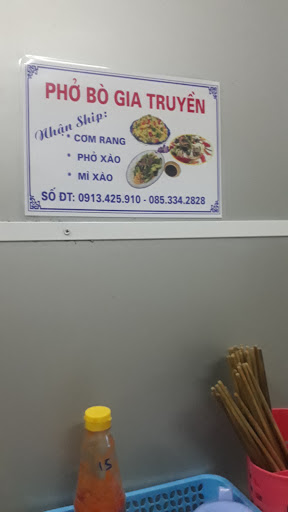 PHỞ BÒ GIA TRUYỀN
Nhận Ship:
* CƠM RANG
* PHỞ XÀO
* MÌ XÀO
SỐ ĐT: 0913.425.910 - 085.334.2828
15